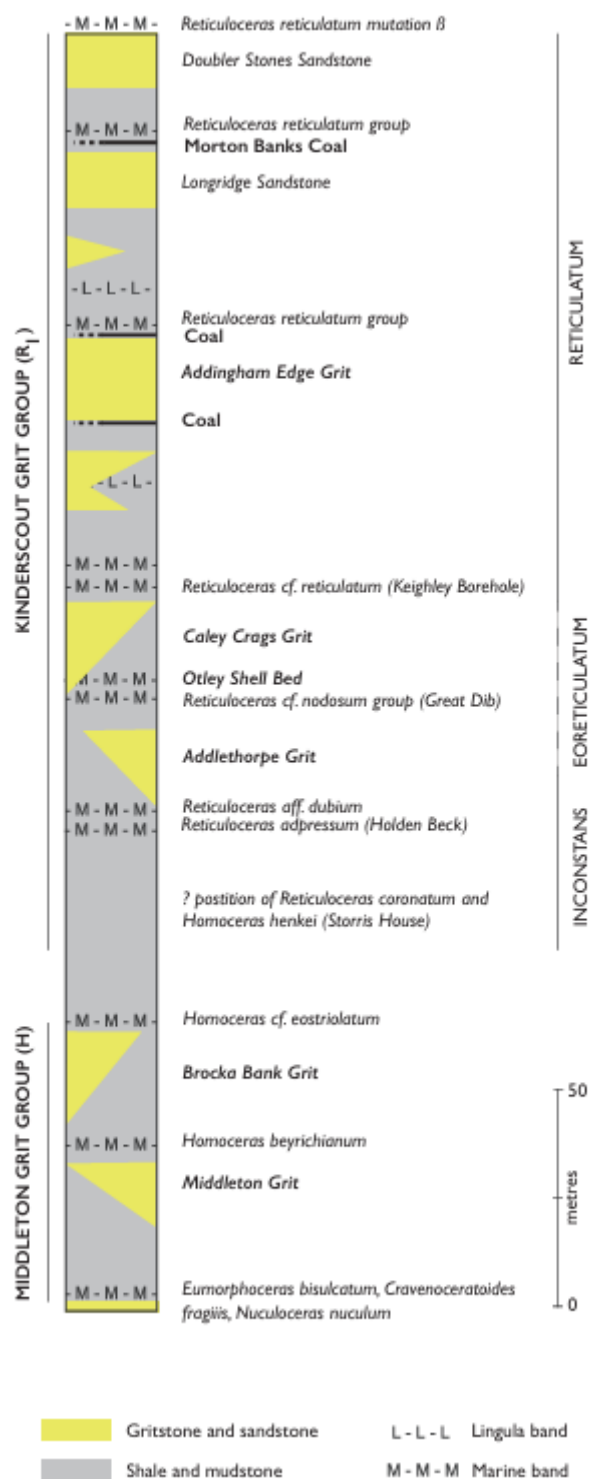 - M - M - M - Reticuloceras reticulatum mutation ß
Doubler Stones Sandstone
- M - M - M - Reticuloceras reticulatum group
Morton Banks Coal
Longridge Sandstone
- L - L - L -
- M - M - M - Reticuloceras reticulatum group
Coal
Addingham Edge Grit
Coal
- L - L -
- M - M - M -
- M - M - M - Reticuloceras cf. reticulatum (Keighley Borehole)
Caley Crags Grit
M - M - M - Otley Shell Bed
- M - M - M - Reticuloceras cf. nodosum group (Great Dib)
Addlethorpe Grit
- M - M - M - Reticuloceras aff. dubium
- M - M - M - Reticuloceras adpressum (Holden Beck)
? postition of Reticuloceras coronatum and
Homoceras henkei (Storris House)
- M - M - M - Homoceras cf. eostriolatum
Brocka Bank Grit
- M - M - M - Homoceras beyrichianum
Middleton Grit
- M - M - M - Eumorphoceras bisulcatum, Cravenoceratoides
fragiiis, Nuculoceras nuculum
KINDERSCOUT GRIT GROUP (R1)
MIDDLETON GRIT GROUP (H)
RETICULATUM
EORETICULATUM
INCONSTANS
50
metres
0
Gritstone and sandstone
L - L - L Lingula band
Shale and mudstone
M - M - M Marine band